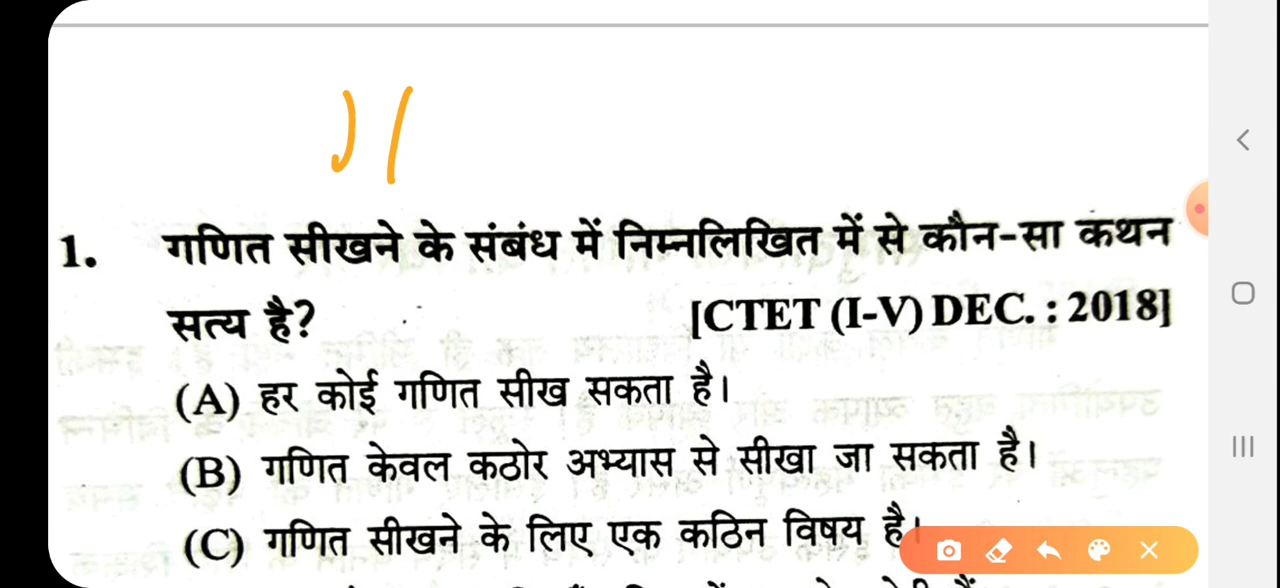 1. गणित सीखने के संबंध में निम्नलिखित में से कौन-सा कथन
सत्य है? [CTET (I-V) DEC. : 2018]
(A) हर कोई गणित सीख सकता है।
(B) गणित केवल कठोर अभ्यास से सीखा जा सकता है।
(C) गणित सीखने के लिए एक कठिन विषय है।